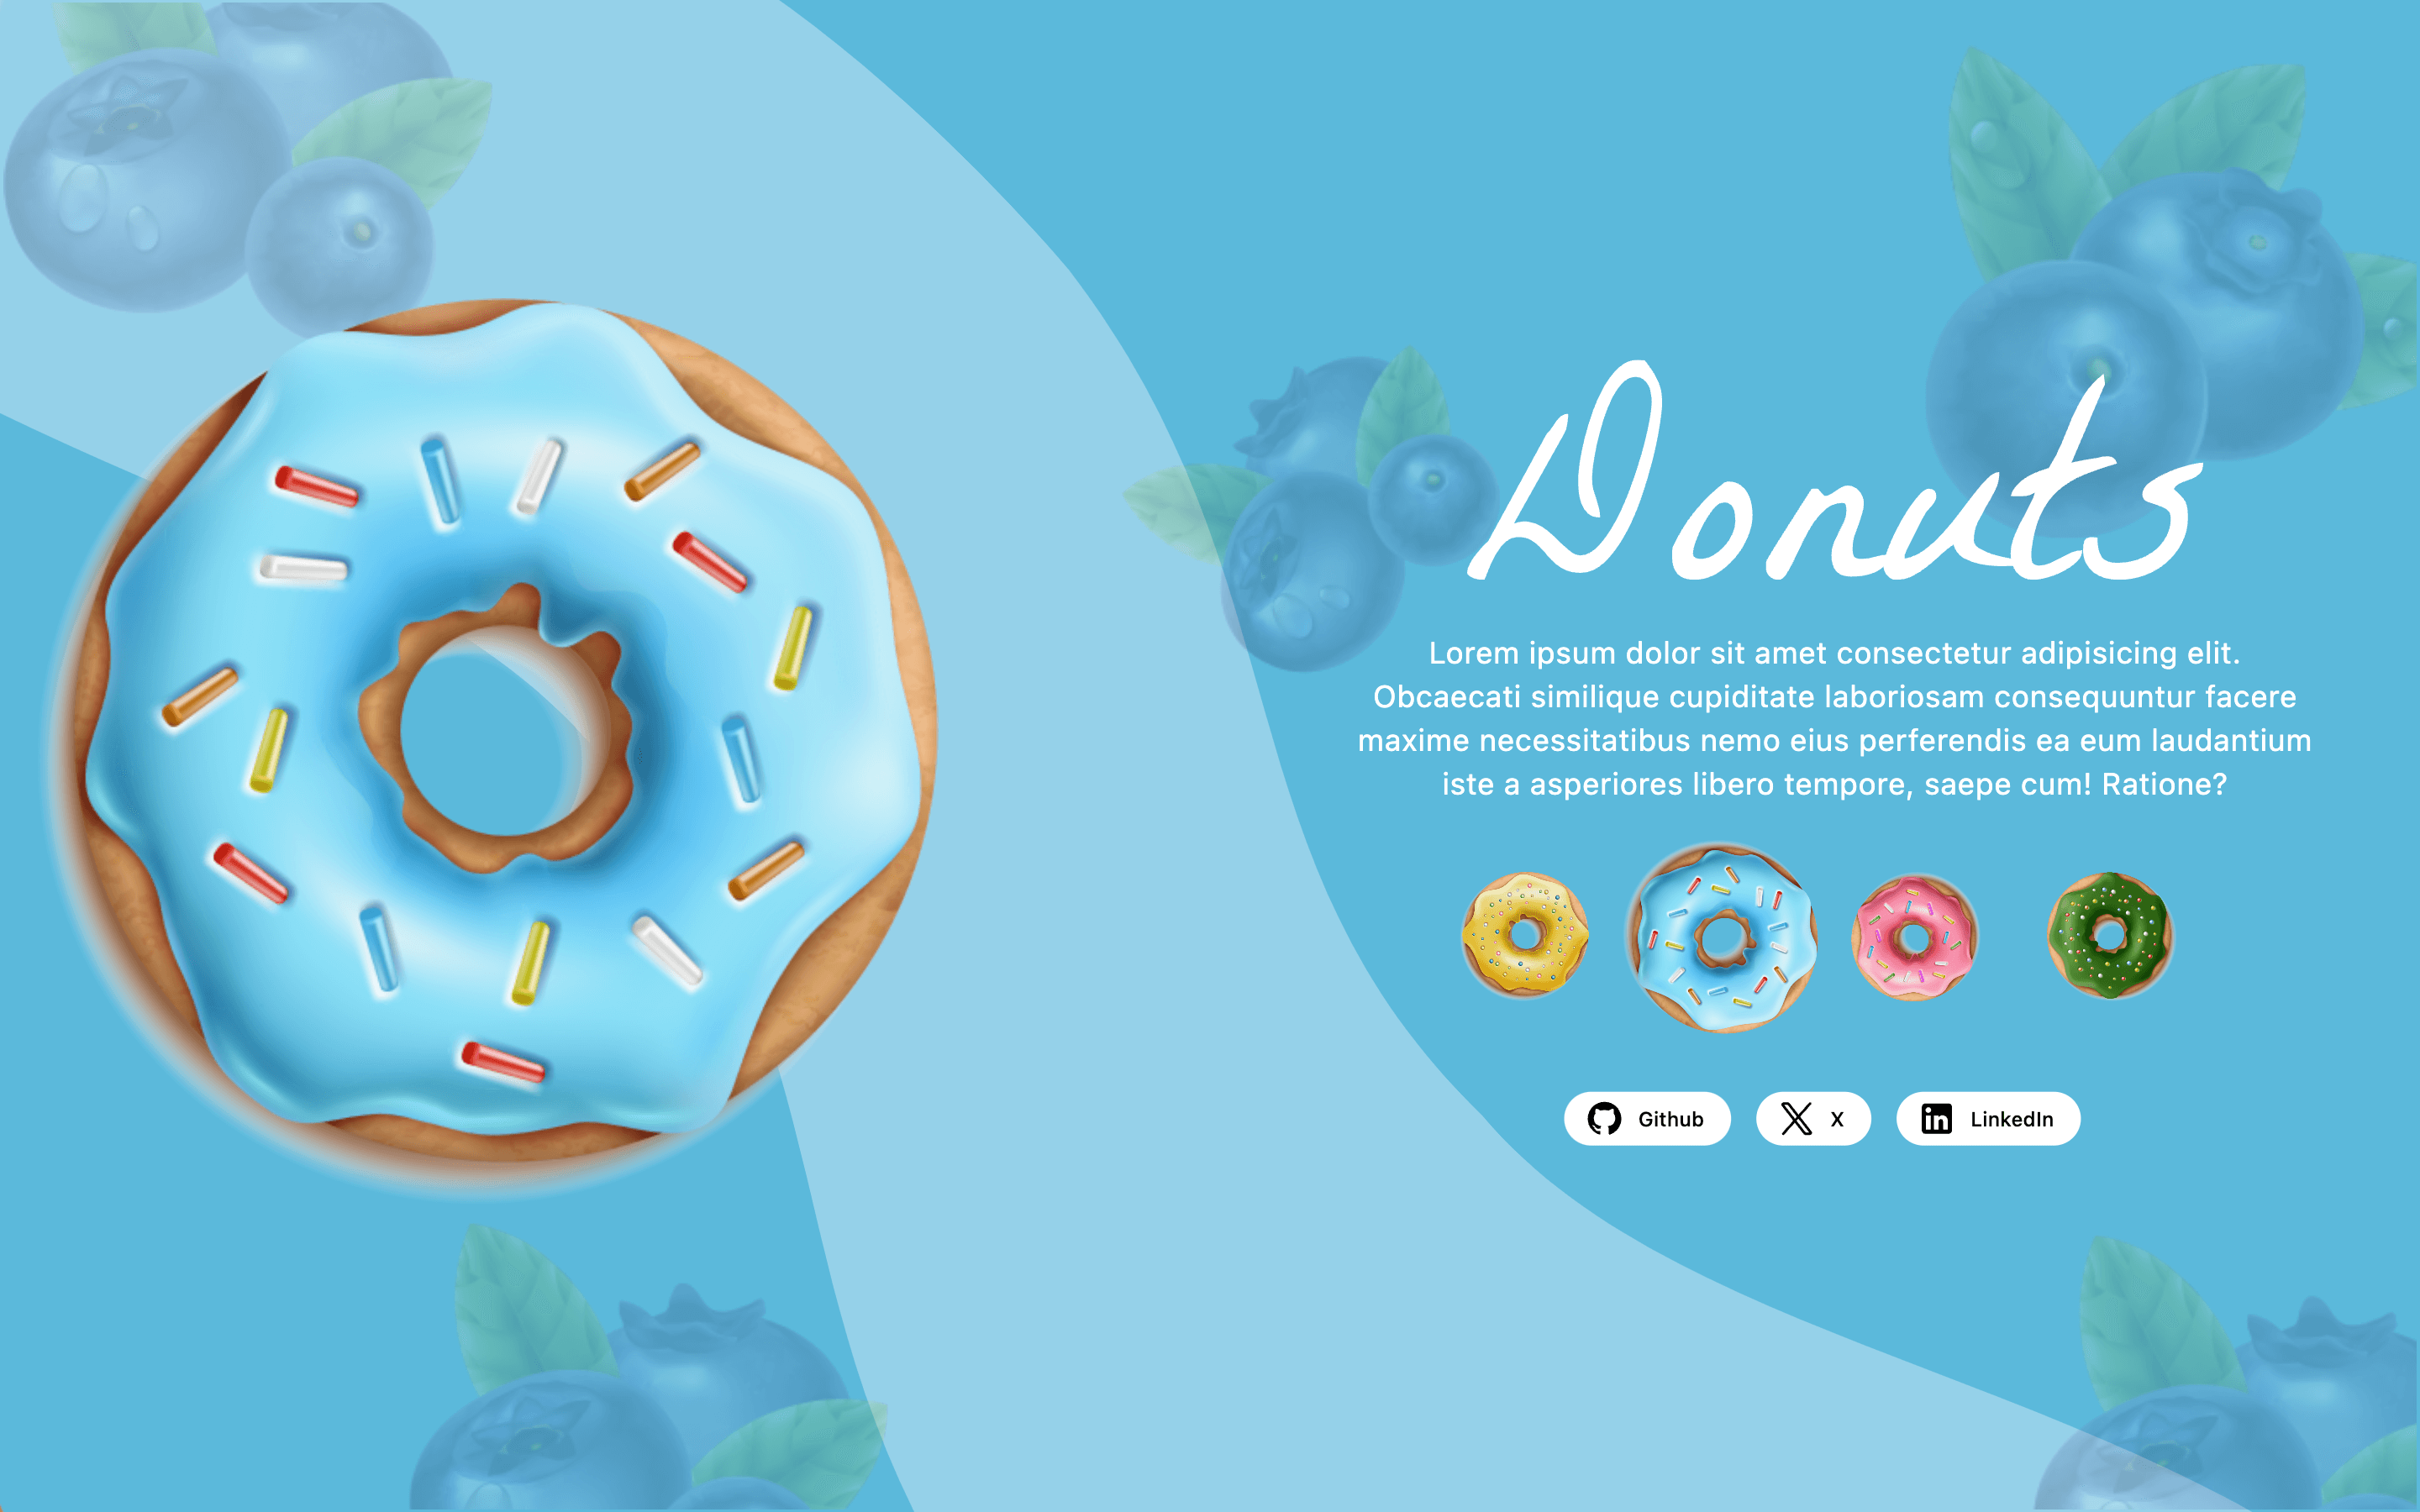 Donuts
Lorem ipsum dolor sit amet consectetur adipisicing elit.
Obcaecati similique cupiditate laboriosam consequuntur facere
maxime necessitatibus nemo eius perferendis ea eum laudantium
iste a asperiores libero tempore, saepe cum! Ratione?
Github
X
LinkedIn